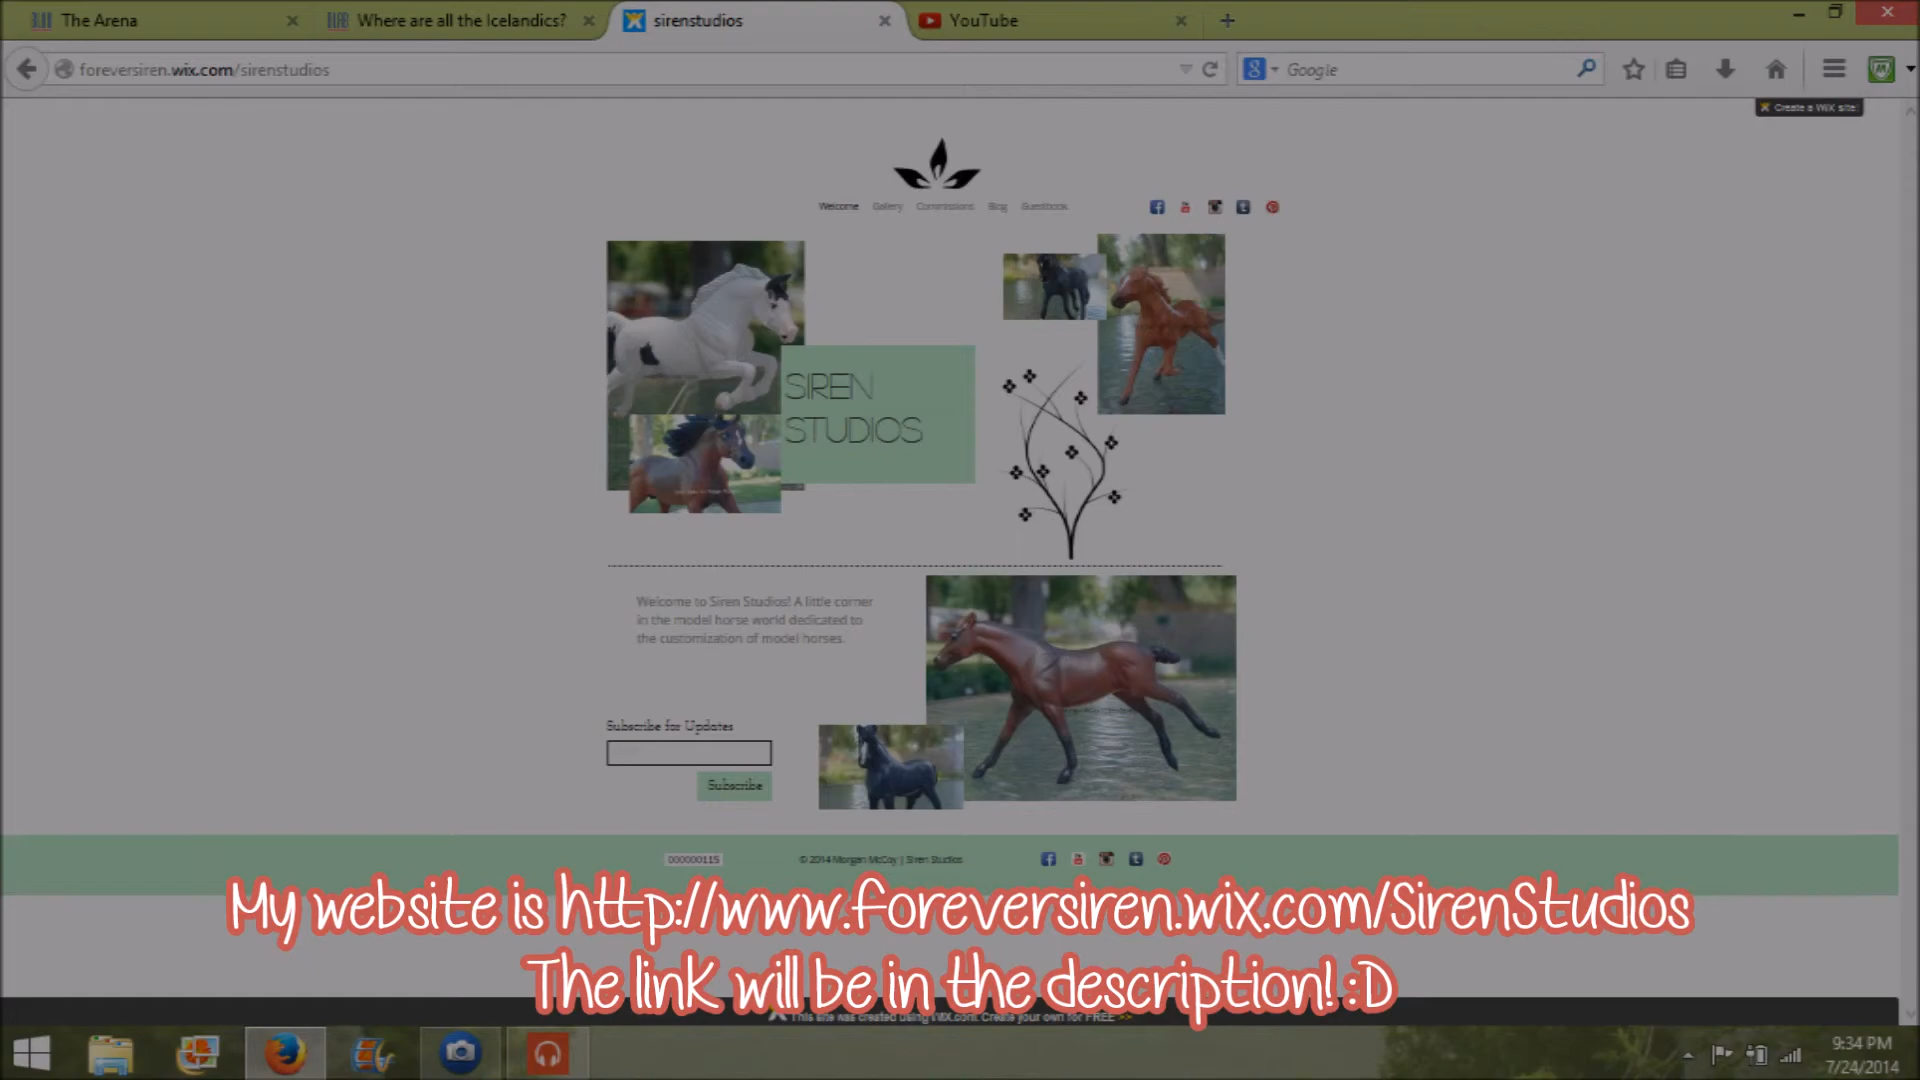 The Arena
Where are all the Icelandics?
sirenstudios
YouTube
foreversiren.wix.com/sirenstudios
Google
Create a WiX site!
Welcome Gallery Commissions Blog Guestbook
SIREN
STUDIOS
Welcome to Siren Studios! A little corner
in the model horse world dedicated to
the customization of model horses.
Subscribe for Updates
Subscribe
000000115
© 2014 Morgan McCoy | Siren Studios
My website is http://www.foreversiren.wix.com/SirenStudios
The link will be in the description! :D
This site was created using WIX.com. Create your own for FREE >>
9:34 PM
7/24/2014